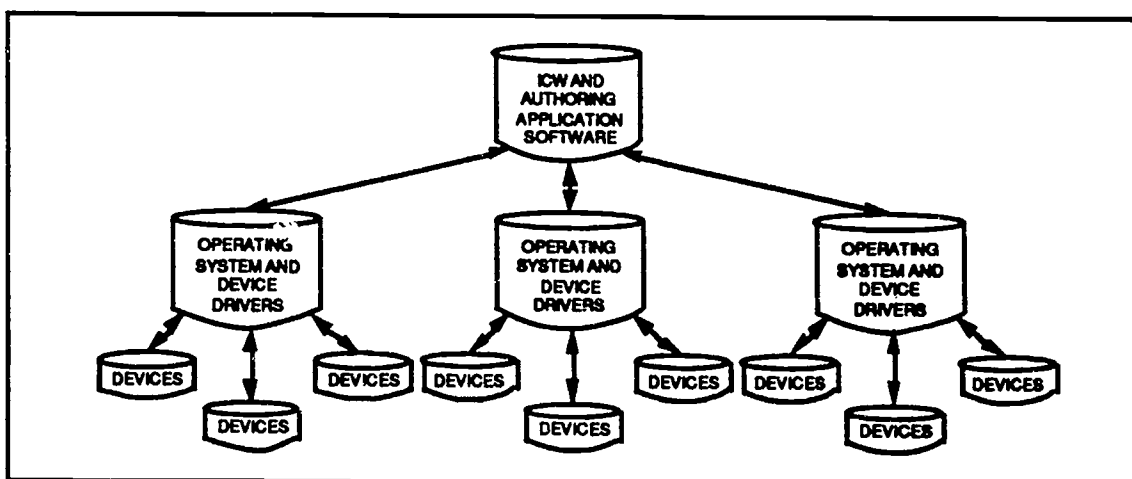 ICW AND
AUTHORING
APPLICATION
SOFTWARE
OPERATING
SYSTEM AND
DEVICE
DRIVERS
OPERATING
SYSTEM AND
DEVICE
DRIVERS
OPERATING
SYSTEM AND
DEVICE
DRIVERS
DEVICES
DEVICES
DEVICES
DEVICES
DEVICES
DEVICES
DEVICES
DEVICES
DEVICES